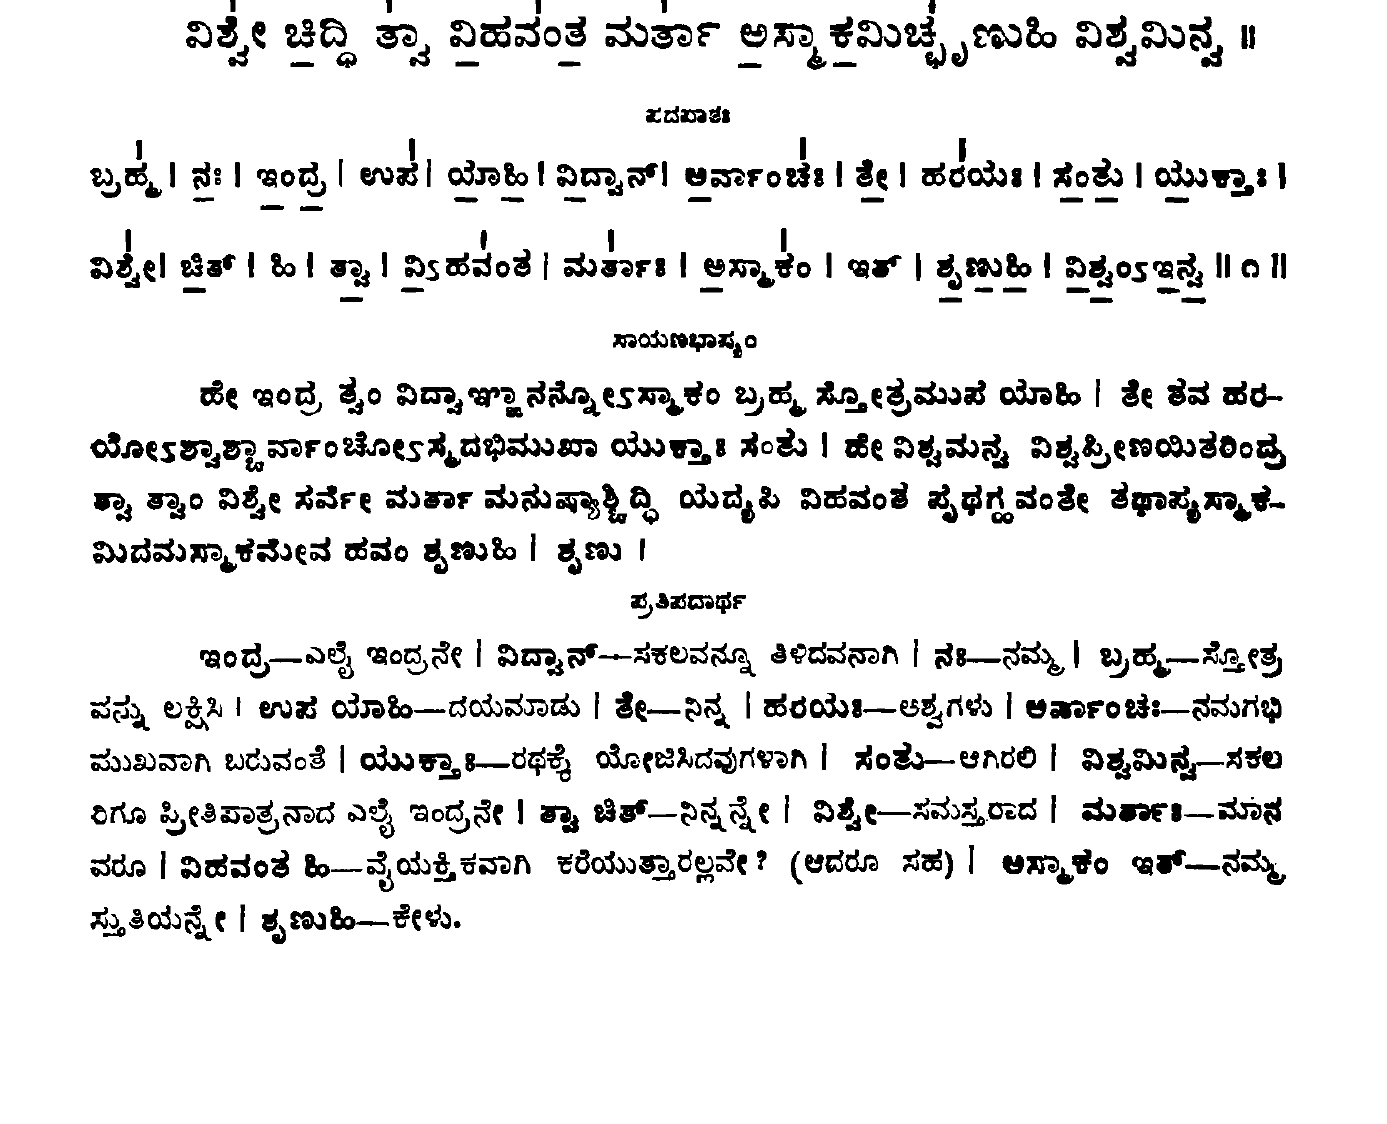 ವಿಶ್ವೇ ಚಿದ್ಧಿ ತ್ವಾ ವಿಹವಂತ ಮರ್ತಾ ಅಸ್ಮಾಕಮಿಚ್ಛೃಣುಹಿ ವಿಶ್ವಮಿನ್ವ ॥
ಪದಪಾಠಃ
ಬ್ರಹ್ಮ । ನಃ । ಇಂದ್ರ । ಉಪ । ಯಾಹಿ । ವಿದ್ವಾನ್ । ಅರ್ವಾಂಚಃ । ತೇ । ಹರಯಃ । ಸಂತು । ಯುಕ್ತಾಃ ।
ವಿಶ್ವೇ । ಚಿತ್ । ಹಿ । ತ್ವಾ । ವಿಽಹವಂತ । ಮರ್ತಾಃ । ಅಸ್ಮಾಕಂ । ಇತ್ । ಶೃಣುಹಿ । ವಿಶ್ವಂಽಇನ್ವ ॥ ೧ ॥
ಸಾಯಣಭಾಷ್ಯಂ
ಹೇ ಇಂದ್ರ ತ್ವಂ ವಿದ್ವಾಞ್ಜಾನನ್ನೋಽಸ್ಮಾಕಂ ಬ್ರಹ್ಮ ಸ್ತೋತ್ರಮುಪ ಯಾಹಿ । ತೇ ತವ ಹರ-
ಯೋಽಶ್ವಾಶ್ಚಾರ್ವಾಂಚೋಽಸ್ಮದಭಿಮುಖಾ ಯುಕ್ತಾಃ ಸಂತು । ಹೇ ವಿಶ್ವಮಿನ್ವ ವಿಶ್ವಪ್ರೀಣಯಿತರಿಂದ್ರ
ತ್ವಾ ತ್ವಾಂ ವಿಶ್ವೇ ಸರ್ವೇ ಮರ್ತಾ ಮನುಷ್ಯಾಶ್ಚಿದ್ಧಿ ಯದ್ಯಪಿ ವಿಹವಂತ ಪೃಥಗ್ಹವಂತೇ ತಥಾಪ್ಯಸ್ಮಾಕ-
ಮಿದಮಸ್ಮಾಕಮೇವ ಹವಂ ಶೃಣುಹಿ । ಶೃಣು ।
ಪ್ರತಿಪದಾರ್ಥ
ಇಂದ್ರ—ಎಲೈ ಇಂದ್ರನೇ । ವಿದ್ವಾನ್—ಸಕಲವನ್ನೂ ತಿಳಿದವನಾಗಿ । ನಃ—ನಮ್ಮ । ಬ್ರಹ್ಮ—ಸ್ತೋತ್ರ
ವನ್ನು ಲಕ್ಷಿಸಿ । ಉಪ ಯಾಹಿ—ದಯಮಾಡು । ತೇ—ನಿನ್ನ । ಹರಯಃ—ಅಶ್ವಗಳು । ಅರ್ವಾಂಚಃ—ನಮಗಭಿ
ಮುಖವಾಗಿ ಬರುವಂತೆ । ಯುಕ್ತಾಃ—ರಥಕ್ಕೆ ಯೋಜಿಸಿದವುಗಳಾಗಿ । ಸಂತು—ಆಗಿರಲಿ । ವಿಶ್ವಮಿನ್ವ—ಸಕಲ
ರಿಗೂ ಪ್ರೀತಿಪಾತ್ರನಾದ ಎಲೈ ಇಂದ್ರನೇ । ತ್ವಾ ಚಿತ್—ನಿನ್ನನ್ನೇ । ವಿಶ್ವೇ—ಸಮಸ್ತರಾದ । ಮರ್ತಾಃ—ಮಾನ
ವರೂ । ವಿಹವಂತ ಹಿ—ವೈಯಕ್ತಿಕವಾಗಿ ಕರೆಯುತ್ತಾರಲ್ಲವೇ? (ಆದರೂ ಸಹ) । ಅಸ್ಮಾಕಂ ಇತ್—ನಮ್ಮ
ಸ್ತುತಿಯನ್ನೇ । ಶೃಣುಹಿ—ಕೇಳು.